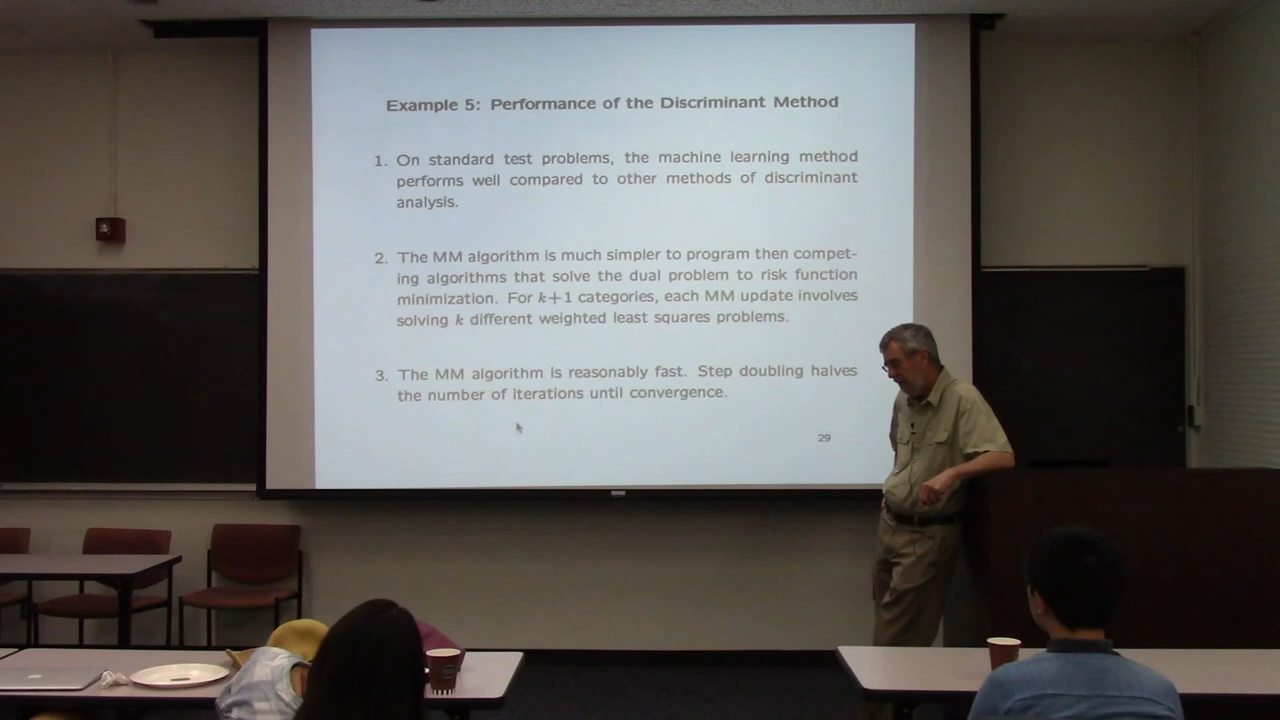 Example 5: Performance of the Discriminant Method
1. On standard test problems, the machine learning method
performs well compared to other methods of discriminant
analysis.
2. The MM algorithm is much simpler to program then compet-
ing algorithms that solve the dual problem to risk function
minimization. For k+1 categories, each MM update involves
solving k different weighted least squares problems.
3. The MM algorithm is reasonably fast. Step doubling halves
the number of iterations until convergence.
29